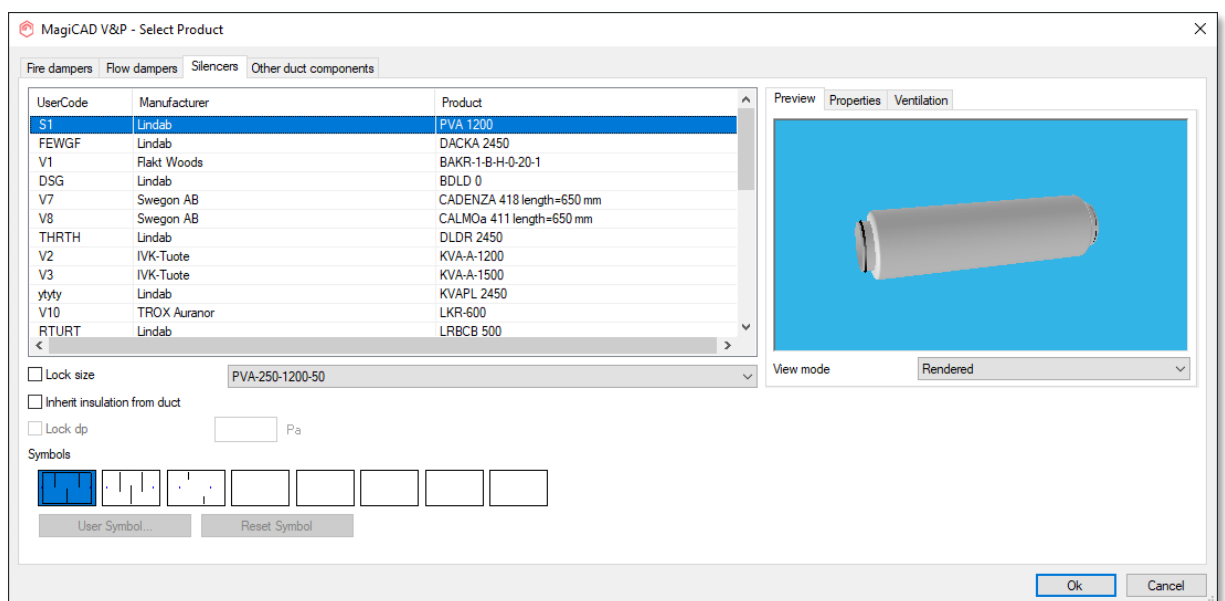 MagiCAD V&P - Select Product
Fire dampers Flow dampers Silencers Other duct components
UserCode Manufacturer Product
S1 Lindab PVA 1200
FEWGF Lindab DACKA 2450
V1 Flakt Woods BAKR-1-B-H-0-20-1
DSG Lindab BDLD 0
V7 Swegon AB CADENZA 418 length=650 mm
V8 Swegon AB CALMOa 411 length=650 mm
THRTH Lindab DLDR 2450
V2 IVK-Tuote KVA-A-1200
V3 IVK-Tuote KVA-A-1500
ytyty Lindab KVAPL 2450
V10 TROX Auranor LKR-600
RTURT Lindab LRBCB 500
Preview Properties Ventilation
View mode Rendered
Lock size PVA-250-1200-50
Inherit insulation from duct
Lock dp Pa
Symbols
User Symbol... Reset Symbol
Ok Cancel